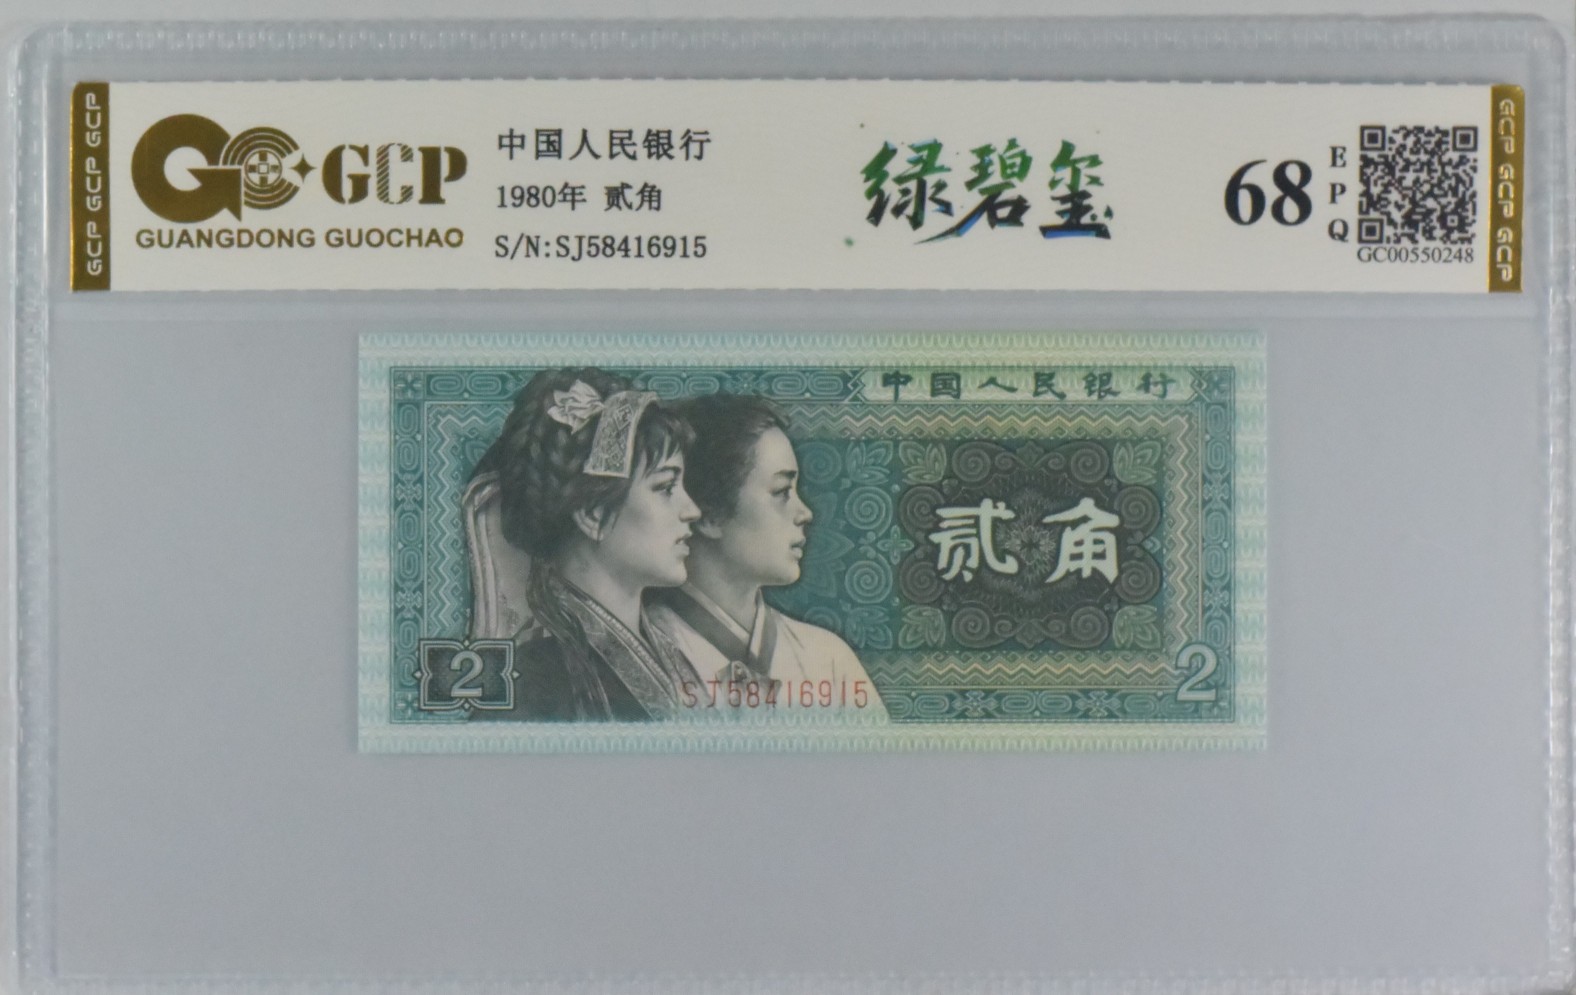 GCP GCP GCP
GCP
GUANGDONG GUOCHAO
中国人民银行
1980年 贰角
S/N:SJ58416915
绿碧玺
68
EPQ
GC00550248
GCP GCP GCP
中国人民银行
贰角
2
SJ58416915
2